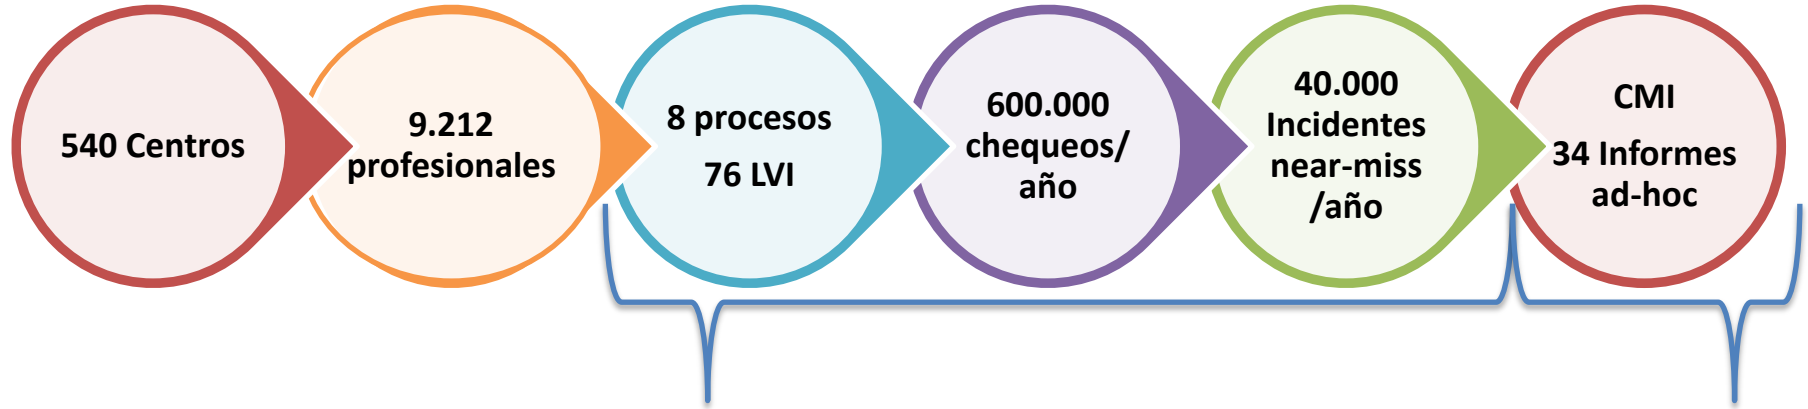 540 Centros
9.212
profesionales
8 procesos
76 LVI
600.000
chequeos/
año
40.000
Incidentes
near-miss
/año
CMI
34 Informes
ad-hoc